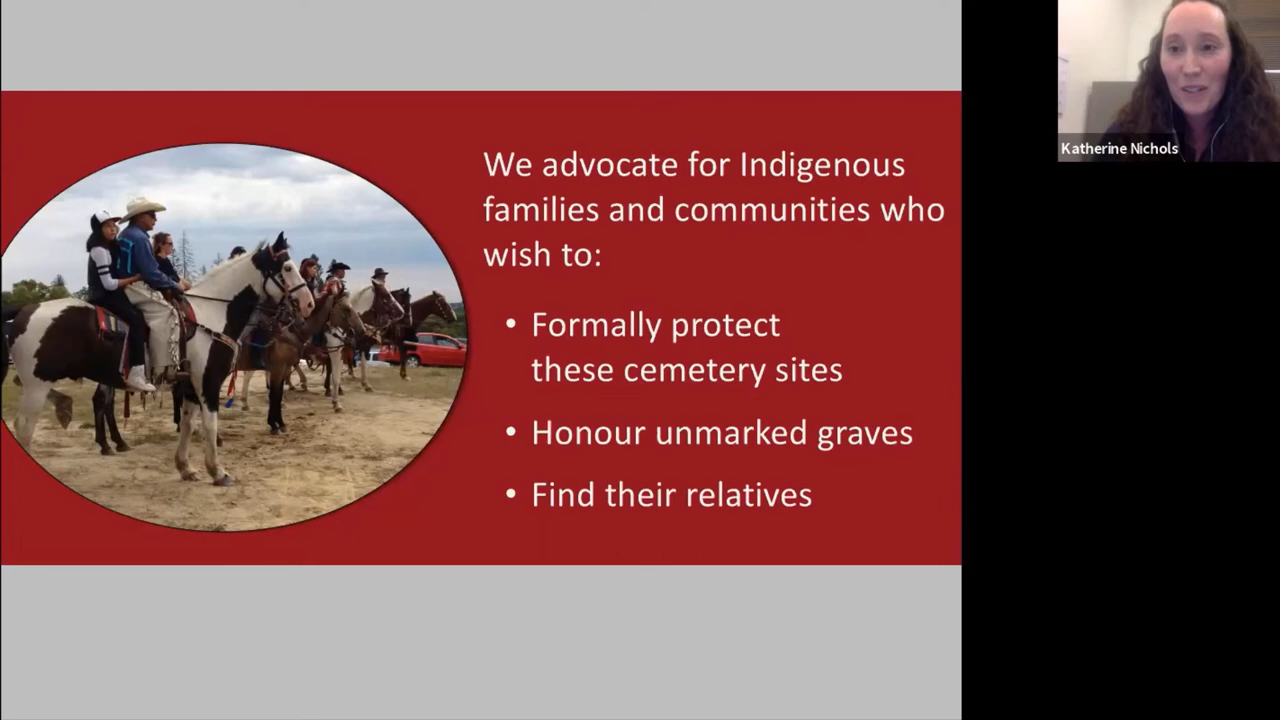 We advocate for Indigenous
families and communities who
wish to:
• Formally protect
these cemetery sites
• Honour unmarked graves
• Find their relatives
Katherine Nichols